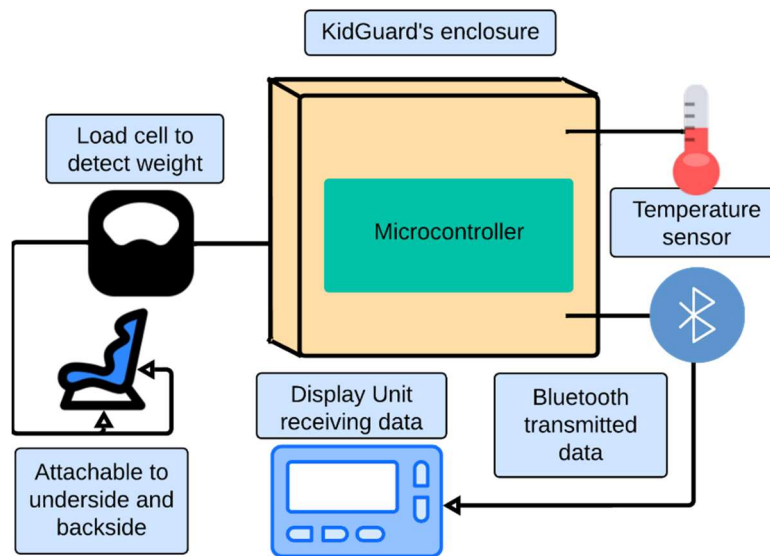 KidGuard's enclosure
Load cell to
detect weight
Microcontroller
Temperature
sensor
Display Unit
receiving data
Bluetooth
transmitted
data
Attachable to
underside and
backside